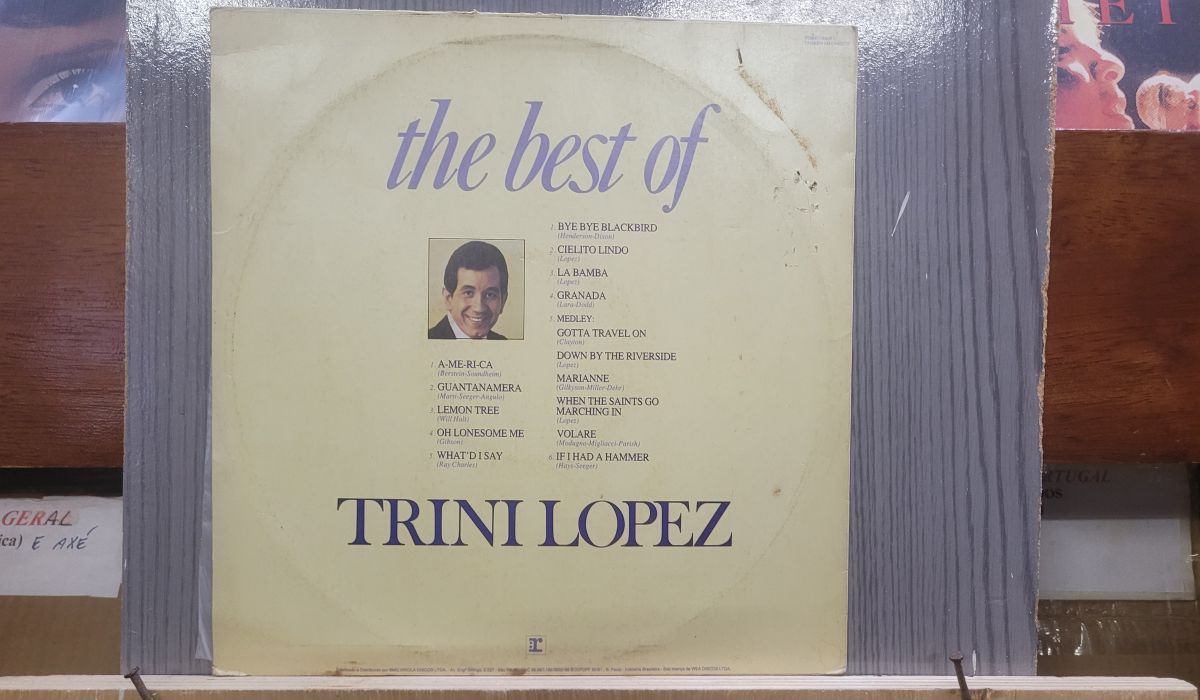 the best of
1. A-ME-RI-CA
(Berstein-Soundheim)
2. GUANTANAMERA
(Marti-Seeger-Angulo)
3. LEMON TREE
(Will Holt)
4. OH LONESOME ME
(Gibson)
5. WHAT'D I SAY
(Ray Charles)
1. BYE BYE BLACKBIRD
(Henderson-Dixon)
2. CIELITO LINDO
(Lopez)
3. LA BAMBA
(Lopez)
4. GRANADA
(Lara-Dodd)
5. MEDLEY:
GOTTA TRAVEL ON
(Clayton)
DOWN BY THE RIVERSIDE
(Lopez)
MARIANNE
(Gilkyson-Miller-Dehr)
WHEN THE SAINTS GO
MARCHING IN
(Lopez)
VOLARE
(Modugno-Migliacci-Parish)
6. IF I HAD A HAMMER
(Hays-Seeger)
TRINI LOPEZ
r
GERAL
E AXÉ